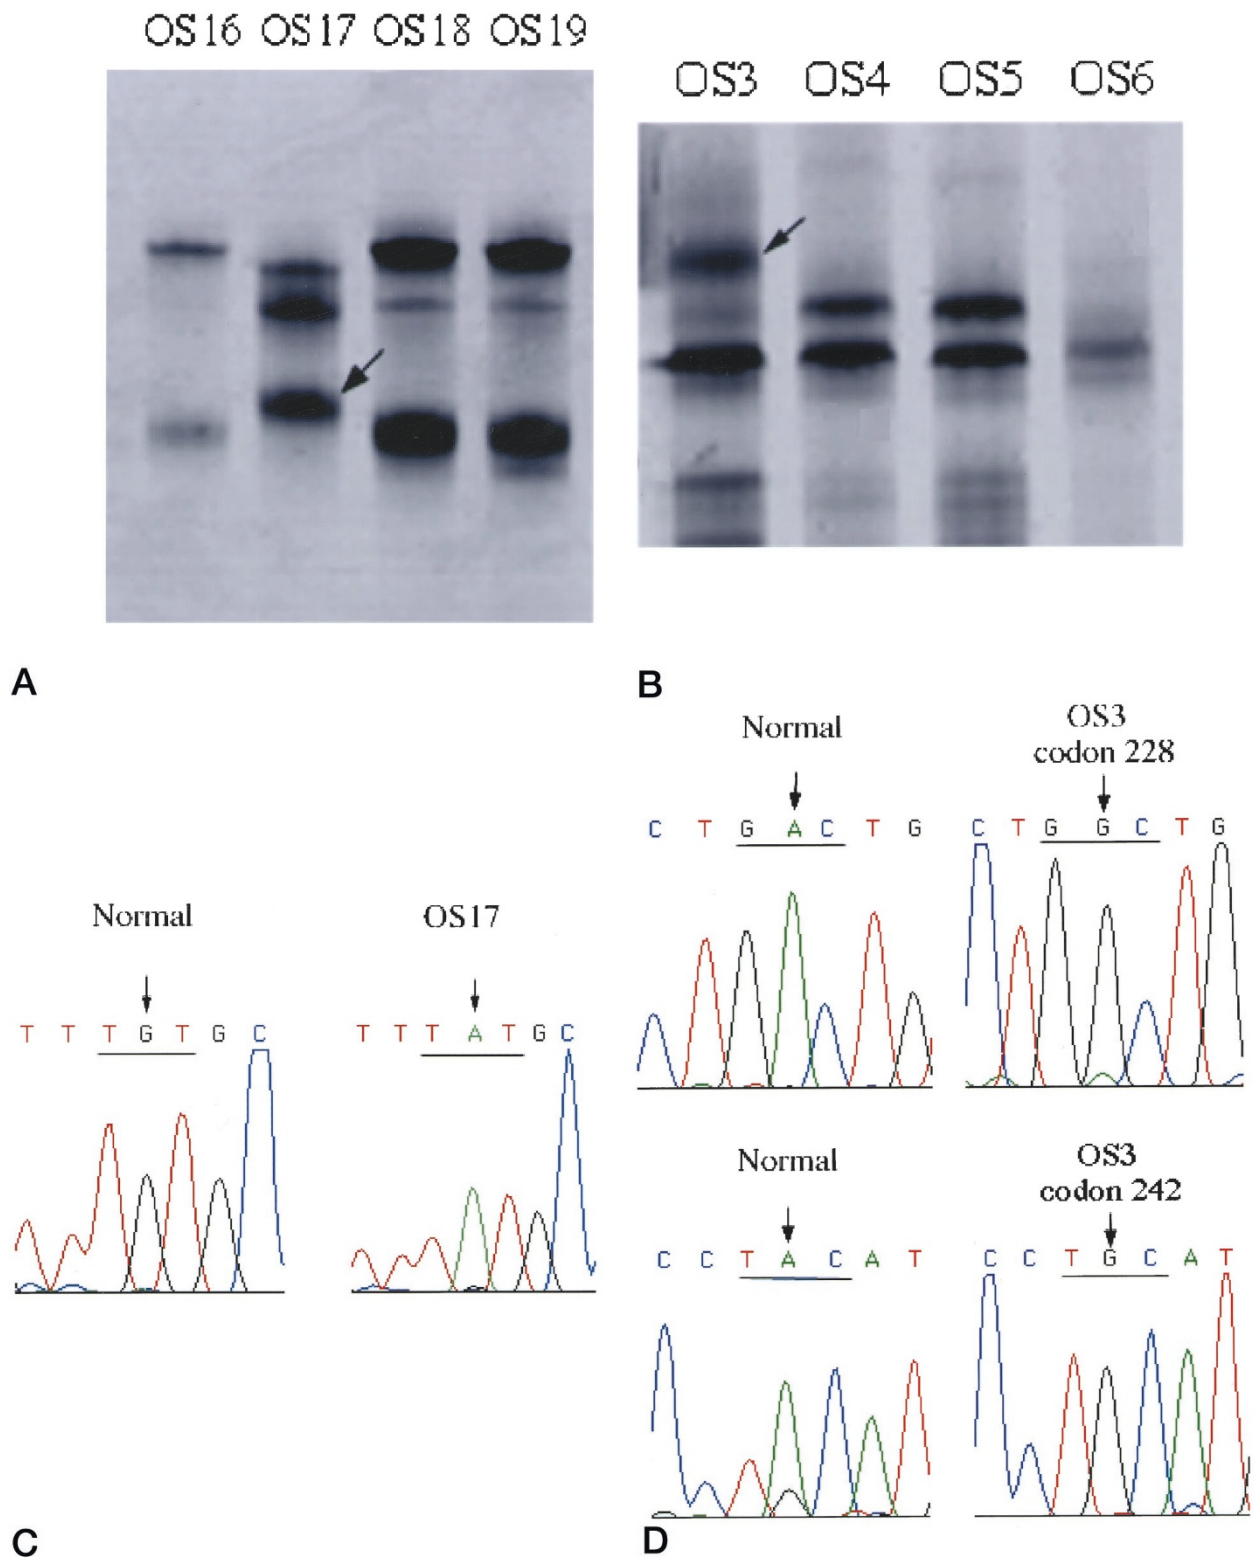 OS16 OS17 OS18 OS19
OS3 OS4 OS5 OS6
A
B
Normal
OS3
codon 228
C T G A C T G
C T G G C T G
Normal
OS17
T T T G T G C
T T T A T G C
Normal
OS3
codon 242
C C T A C A T
C C T G C A T
C
D